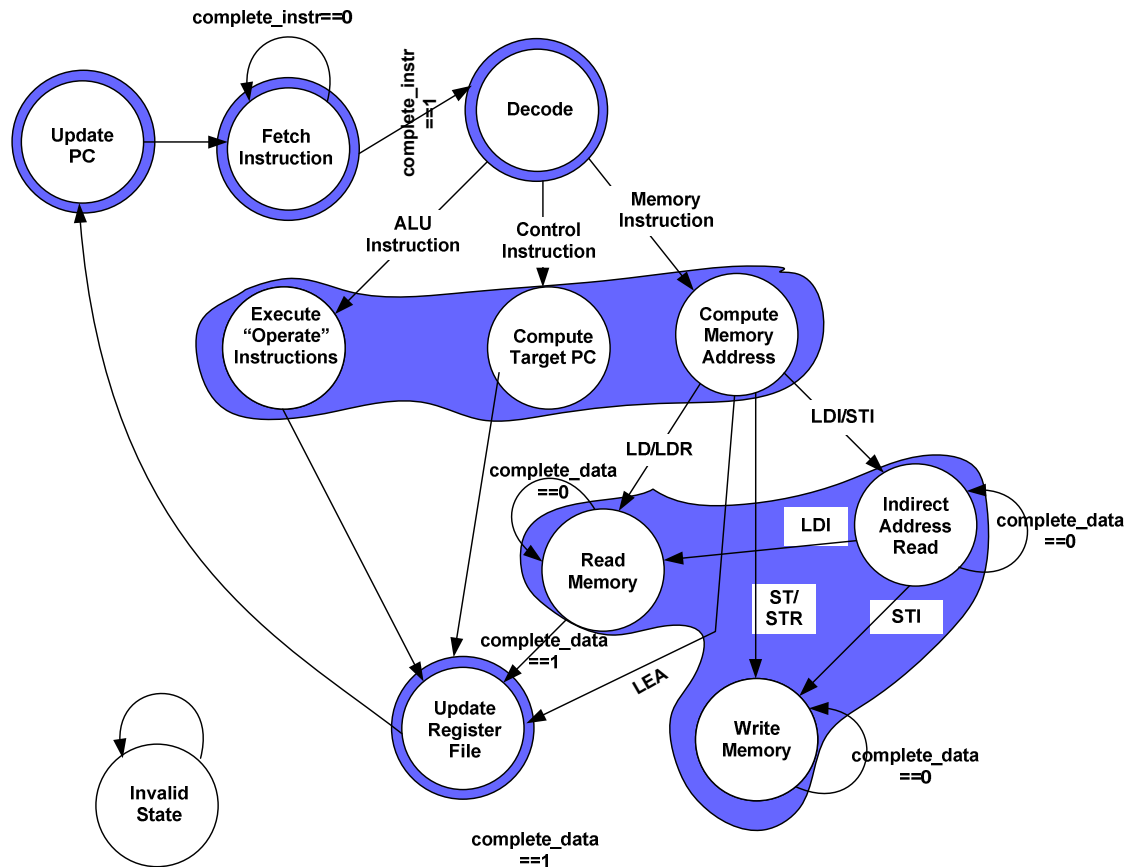 complete_instr==0
complete_instr
==1
Update
PC
Fetch
Instruction
Decode
ALU
Instruction
Control
Instruction
Memory
Instruction
Execute
“Operate”
Instructions
Compute
Target PC
Compute
Memory
Address
LDI/STI
LD/LDR
complete_data
==0
Indirect
Address
Read
complete_data
==0
LDI
Read
Memory
ST/
STR
STI
complete_data
==1
LEA
Update
Register
File
Write
Memory
complete_data
==0
Invalid
State
complete_data
==1